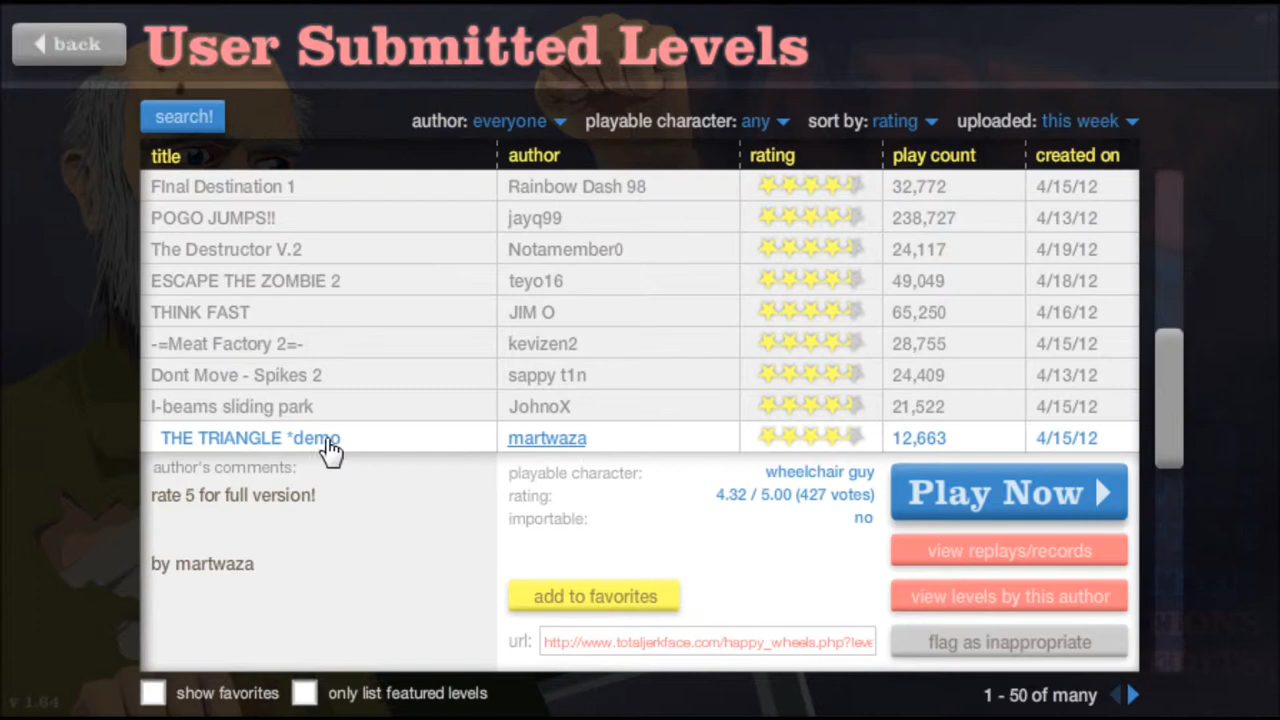 back
User Submitted Levels
search!
author: everyone playable character: any sort by: rating uploaded: this week
title author rating play count created on
FInal Destination 1 Rainbow Dash 98 32,772 4/15/12
POGO JUMPS!! jayq99 238,727 4/13/12
The Destructor V.2 Notamember0 24,117 4/19/12
ESCAPE THE ZOMBIE 2 teyo16 49,049 4/18/12
THINK FAST JIM O 65,250 4/16/12
-=Meat Factory 2=- kevizen2 28,755 4/15/12
Dont Move - Spikes 2 sappy t1n 24,409 4/13/12
I-beams sliding park JohnoX 21,522 4/15/12
THE TRIANGLE *demo martwaza 12,663 4/15/12
author's comments:
rate 5 for full version!
by martwaza
playable character: wheelchair guy
rating: 4.32 / 5.00 (427 votes)
importable: no
add to favorites
url: http://www.totaljerkface.com/happy_wheels.php?leve
Play Now
view replays/records
view levels by this author
flag as inappropriate
show favorites only list featured levels 1 - 50 of many
v 1.64